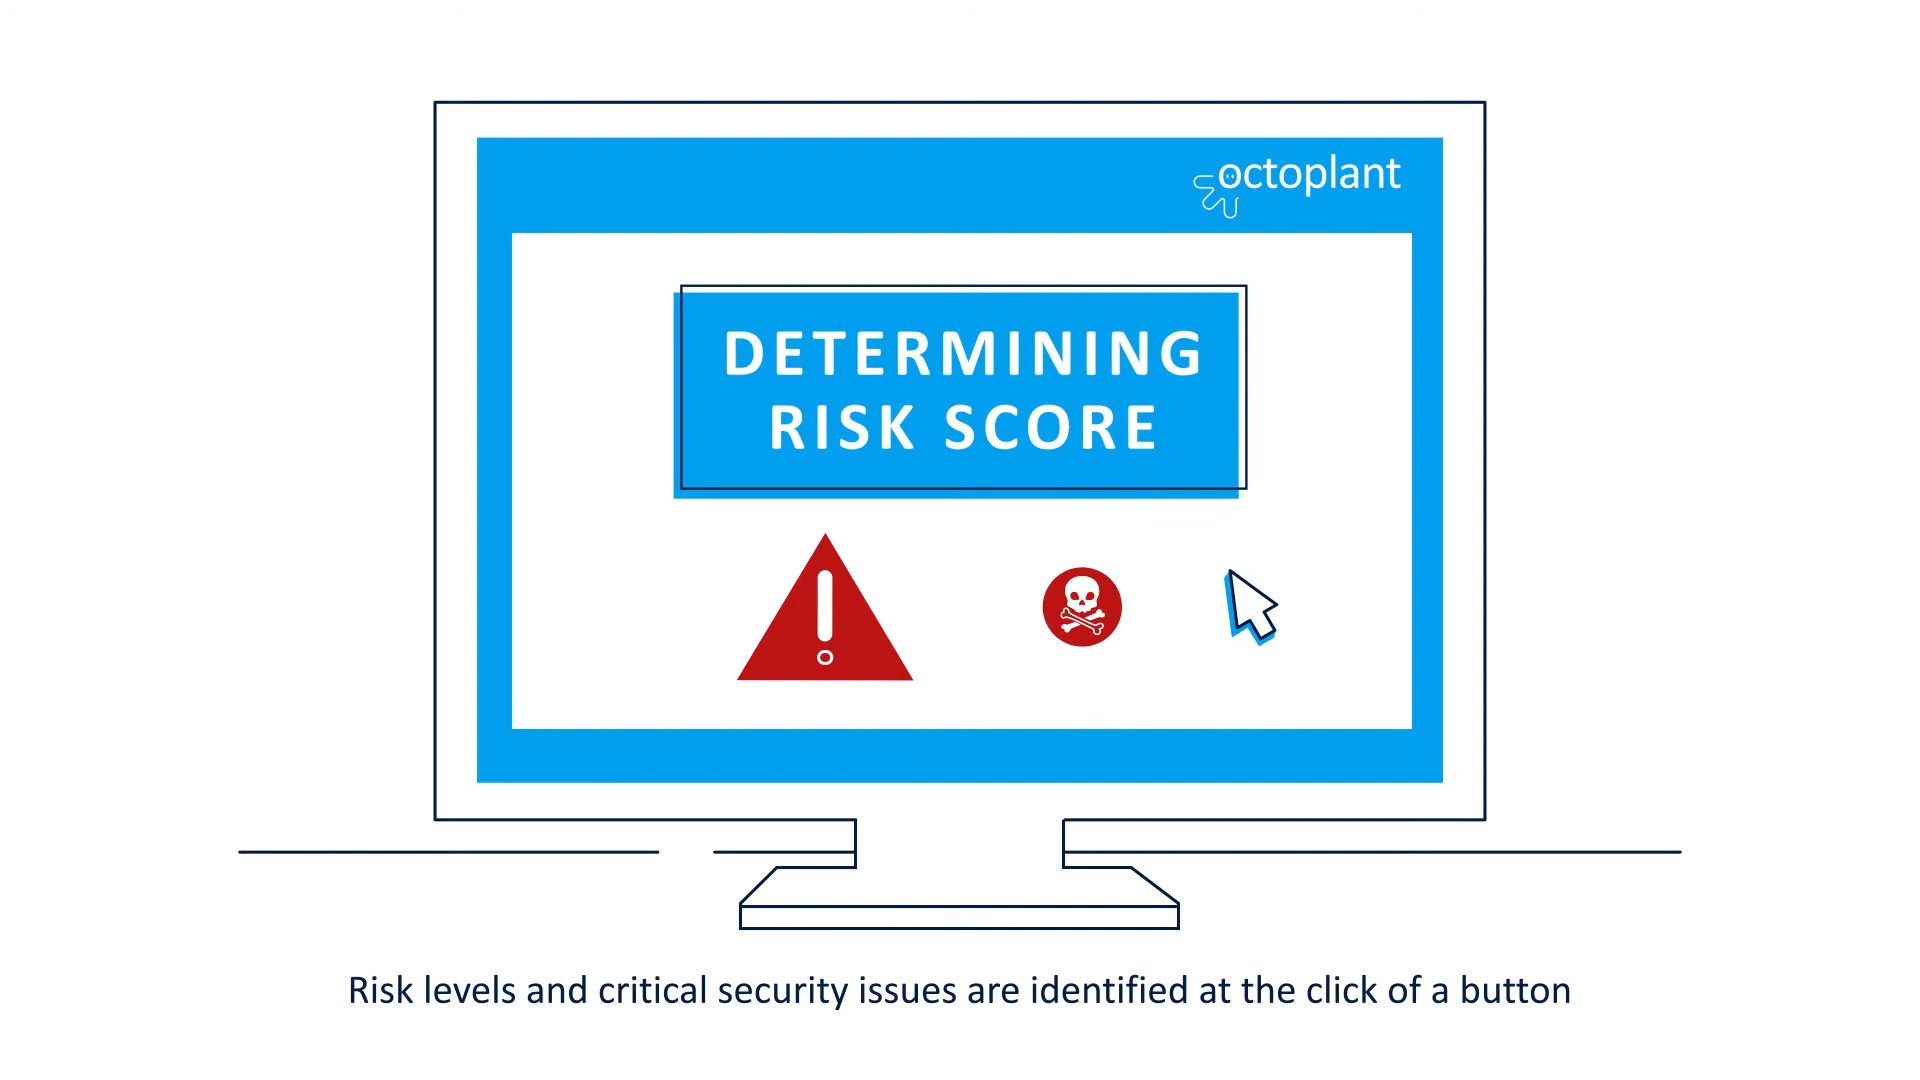 octoplant
DETERMINING
RISK SCORE
Risk levels and critical security issues are identified at the click of a button